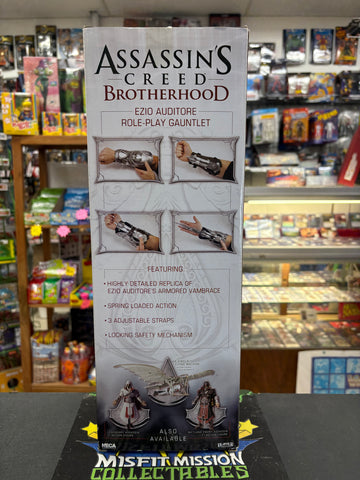 ASSASSIN'S
CREED
BROTHERHOOD
EZIO AUDITORE
ROLE-PLAY GAUNTLET
FEATURING:
• HIGHLY DETAILED REPLICA OF
EZIO AUDITORE'S ARMORED VAMBRACE
• SPRING LOADED ACTION
• 3 ADJUSTABLE STRAPS
• LOCKING SAFETY MECHANISM
ALSO
AVAILABLE
NECA
MISFIT MISSION
COLLECTABLES